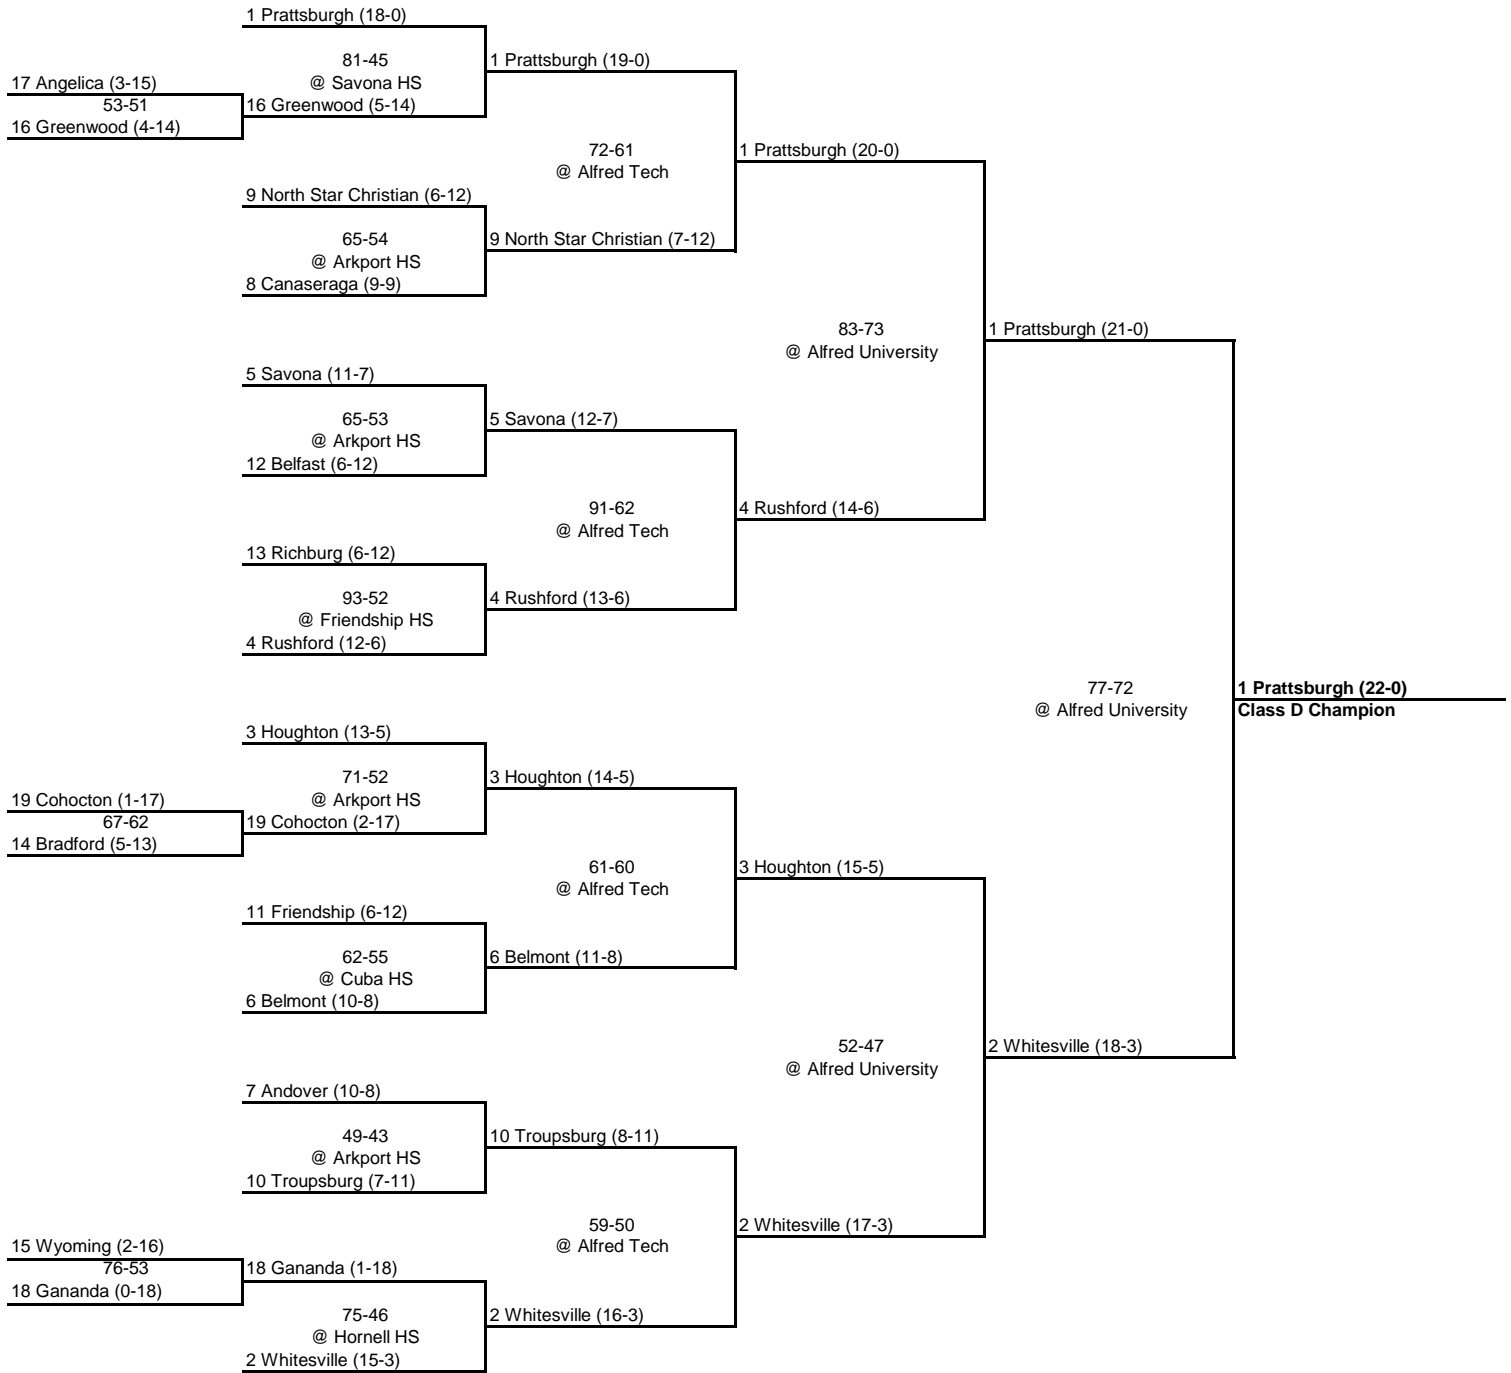 1 Prattsburgh (18-0)
81-45
@ Savona HS
1 Prattsburgh (19-0)
17 Angelica (3-15)
53-51
16 Greenwood (5-14)
16 Greenwood (4-14)
72-61
@ Alfred Tech
1 Prattsburgh (20-0)
9 North Star Christian (6-12)
65-54
@ Arkport HS
9 North Star Christian (7-12)
8 Canaseraga (9-9)
83-73
@ Alfred University
1 Prattsburgh (21-0)
5 Savona (11-7)
65-53
@ Arkport HS
5 Savona (12-7)
12 Belfast (6-12)
91-62
@ Alfred Tech
4 Rushford (14-6)
13 Richburg (6-12)
93-52
@ Friendship HS
4 Rushford (13-6)
4 Rushford (12-6)
77-72
@ Alfred University
1 Prattsburgh (22-0)
Class D Champion
3 Houghton (13-5)
71-52
@ Arkport HS
3 Houghton (14-5)
19 Cohocton (1-17)
67-62
19 Cohocton (2-17)
14 Bradford (5-13)
61-60
@ Alfred Tech
3 Houghton (15-5)
11 Friendship (6-12)
62-55
@ Cuba HS
6 Belmont (11-8)
6 Belmont (10-8)
52-47
@ Alfred University
2 Whitesville (18-3)
7 Andover (10-8)
49-43
@ Arkport HS
10 Troupsburg (8-11)
10 Troupsburg (7-11)
59-50
@ Alfred Tech
2 Whitesville (17-3)
15 Wyoming (2-16)
76-53
18 Gananda (1-18)
18 Gananda (0-18)
75-46
@ Hornell HS
2 Whitesville (16-3)
2 Whitesville (15-3)